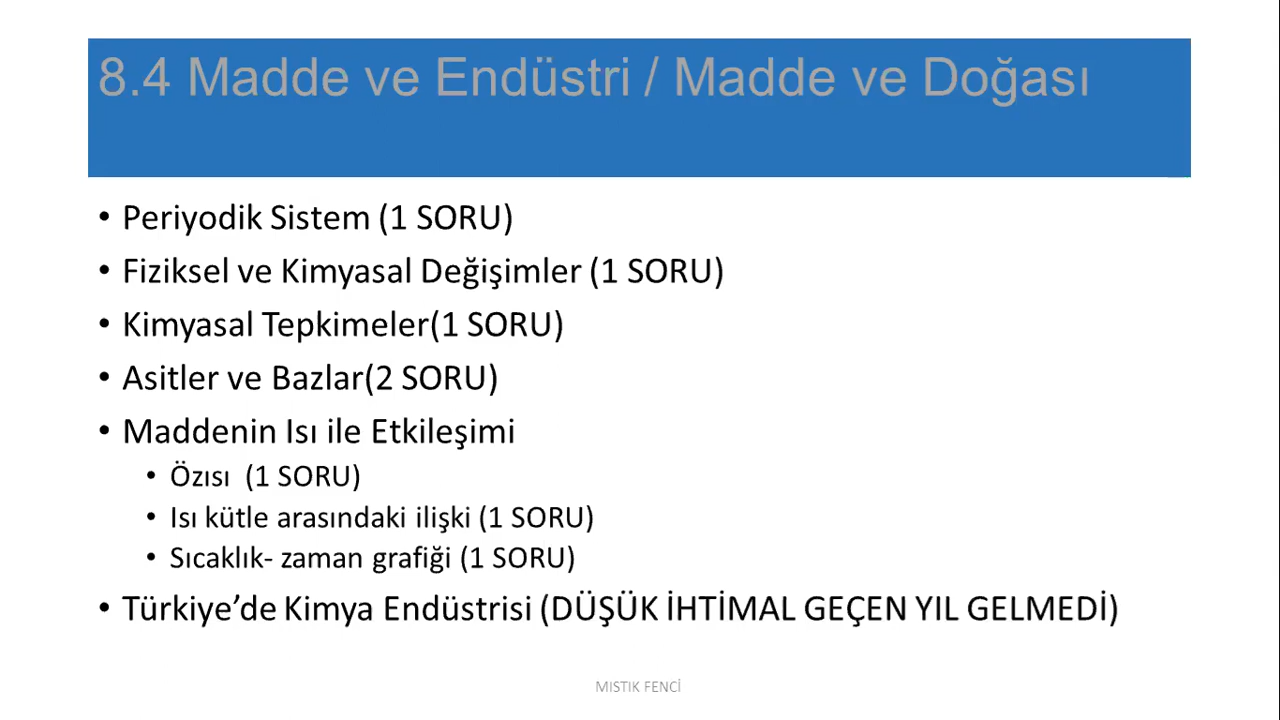 8.4 Madde ve Endüstri / Madde ve Doğası
• Periyodik Sistem (1 SORU)
• Fiziksel ve Kimyasal Değişimler (1 SORU)
• Kimyasal Tepkimeler(1 SORU)
• Asitler ve Bazlar(2 SORU)
• Maddenin Isı ile Etkileşimi
• Özısı (1 SORU)
• Isı kütle arasındaki ilişki (1 SORU)
• Sıcaklık- zaman grafiği (1 SORU)
• Türkiye’de Kimya Endüstrisi (DÜŞÜK İHTİMAL GEÇEN YIL GELMEDİ)
MISTIK FENCİ